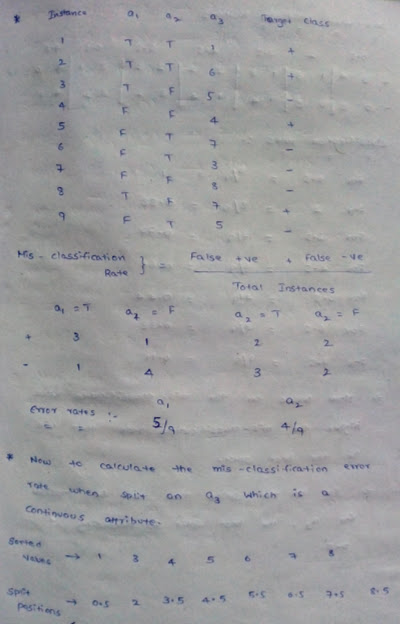 * Instance a1 a2 a3 Target class
1 T T 1 +
2 T T 6 +
3 T F 5 -
4 F F 4 +
5 F T 7 -
6 F T 3 -
7 F F 8 -
8 T F 7 +
9 F T 5 -
Mis-classification Rate } = False +ve + False -ve
Total Instances
a1 = T a2 = F a2 = T a2 = F
+ 3 1 2 2
- 1 4 3 2
a1 a2
Error rates :- 5/9 4/9
* Now to calculate the mis-classification error
rate when split on a3 which is a
continuous attribute.
Sorted values → 1 3 4 5 6 7 8
Split positions → 0.5 2 3.5 4.5 5.5 6.5 7.5 8.5